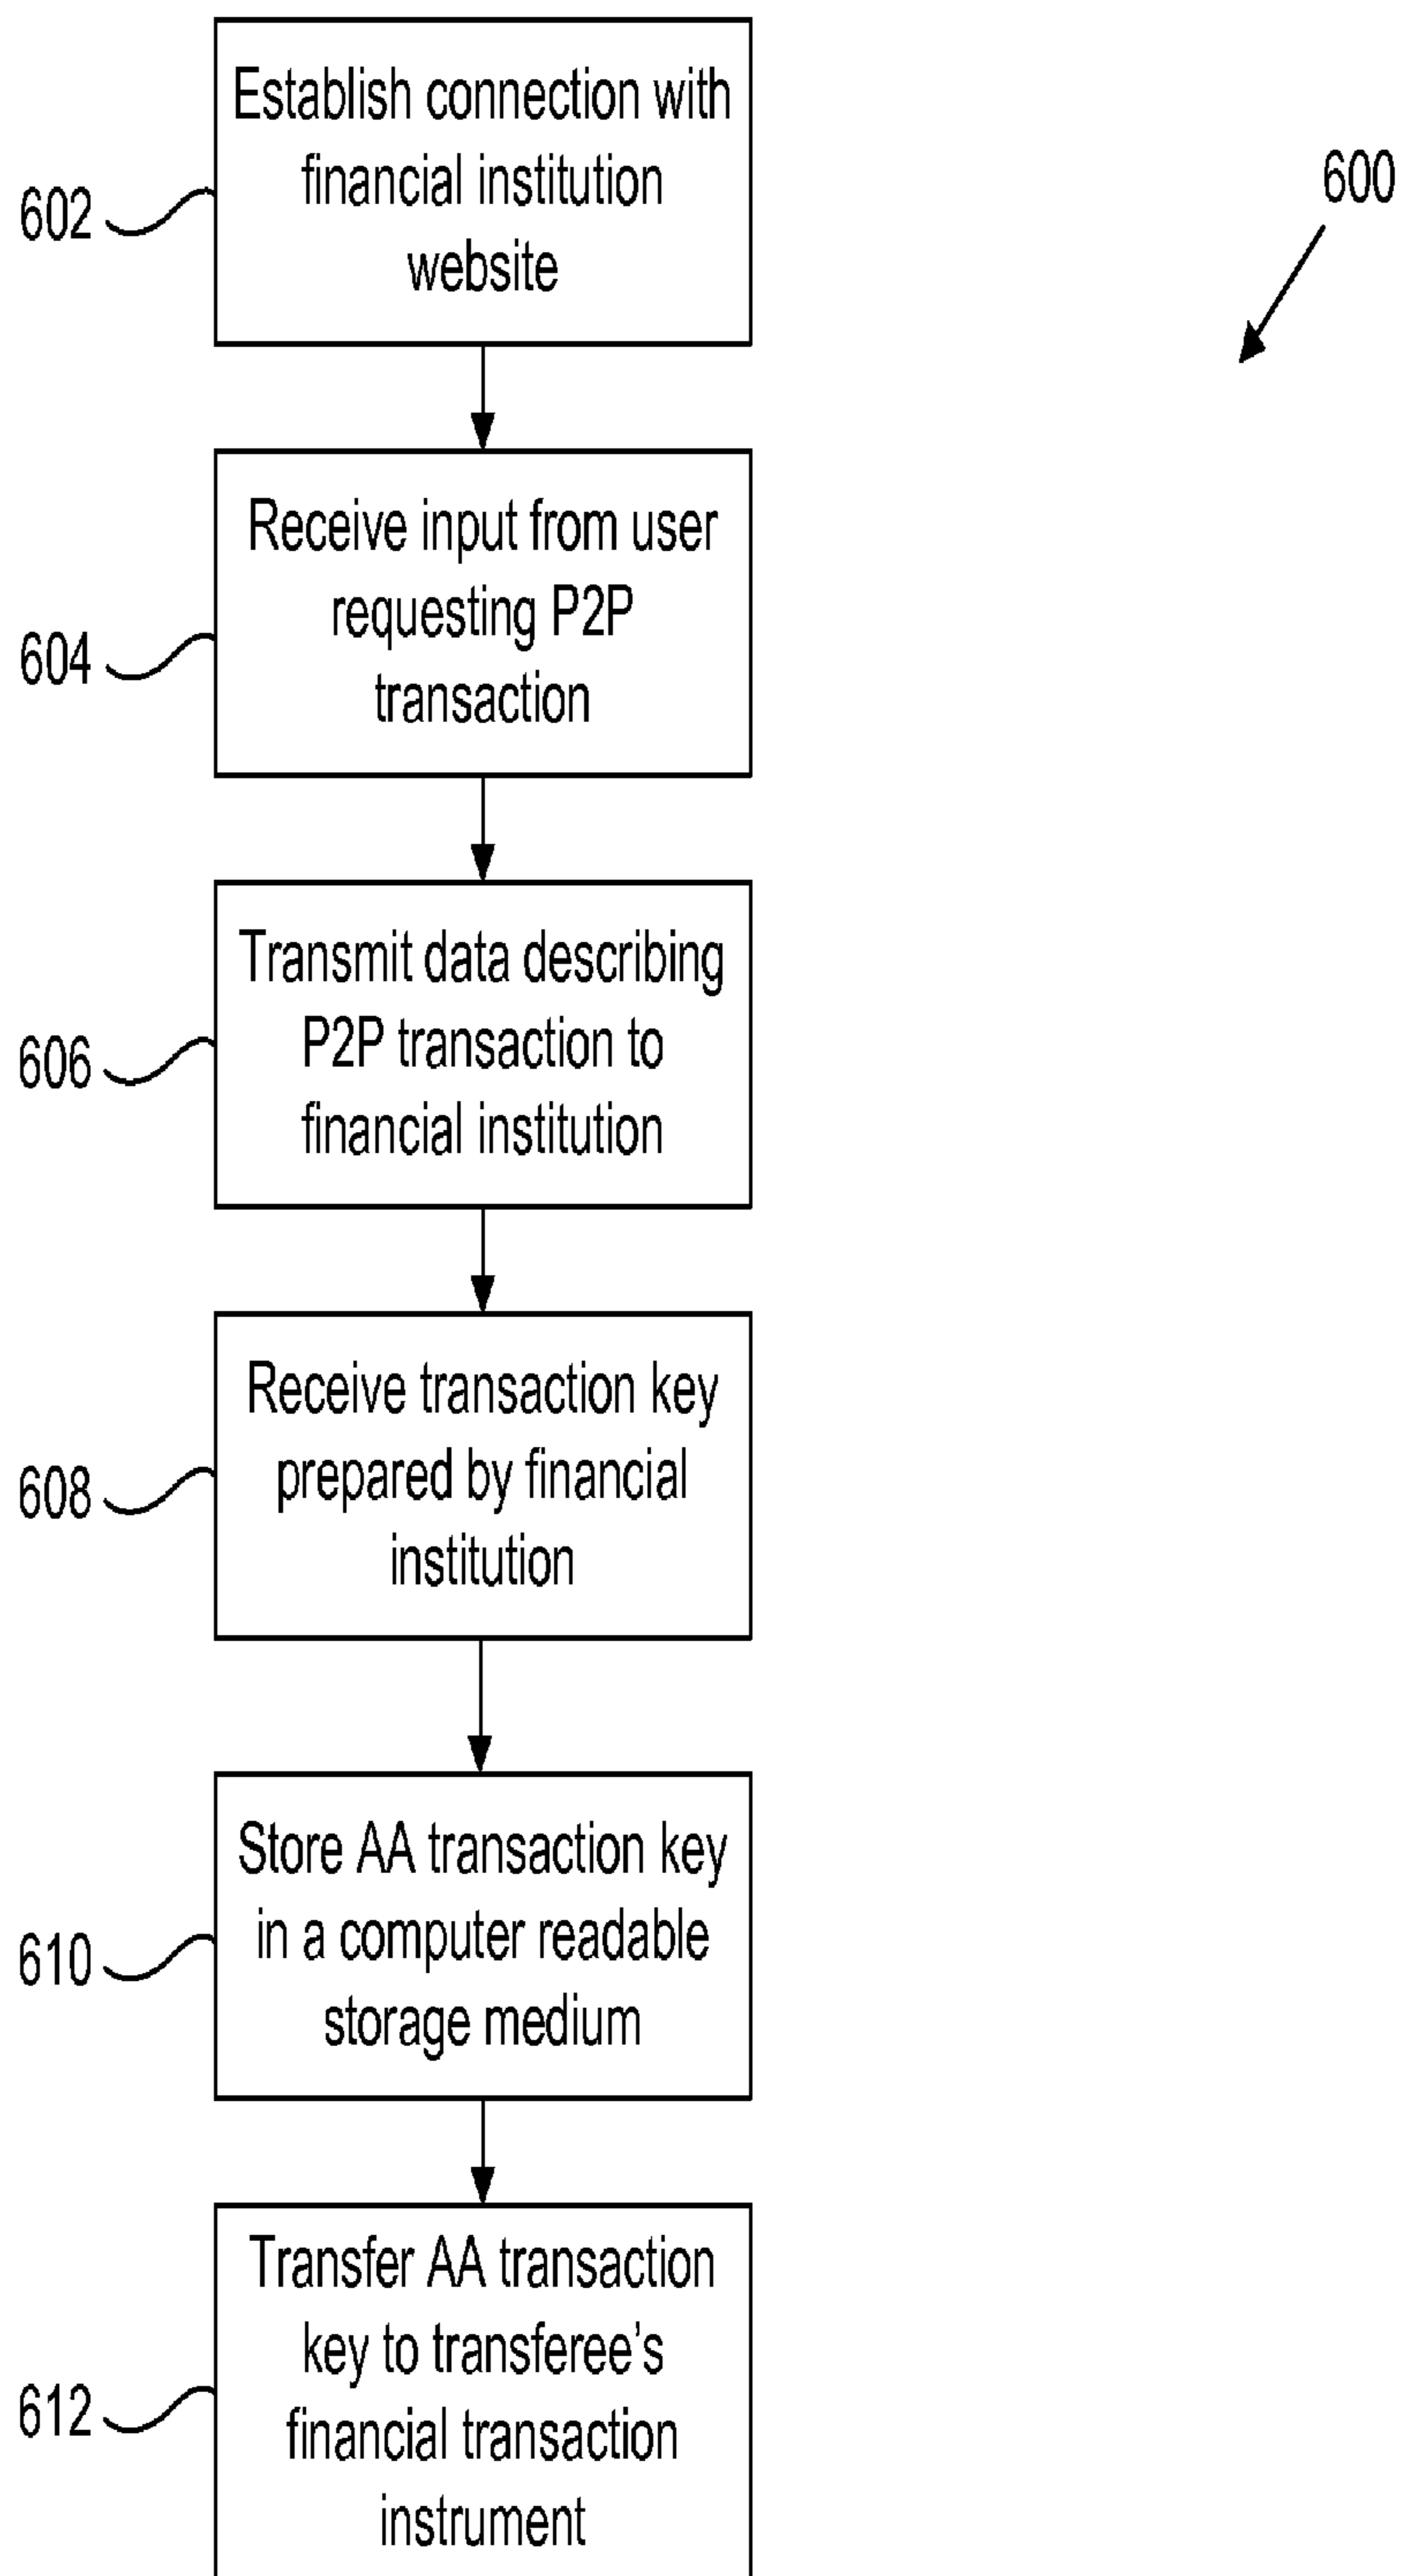 600
602
Establish connection with
financial institution
website
604
Receive input from user
requesting P2P
transaction
606
Transmit data describing
P2P transaction to
financial institution
608
Receive transaction key
prepared by financial
institution
610
Store AA transaction key
in a computer readable
storage medium
612
Transfer AA transaction
key to transferee's
financial transaction
instrument